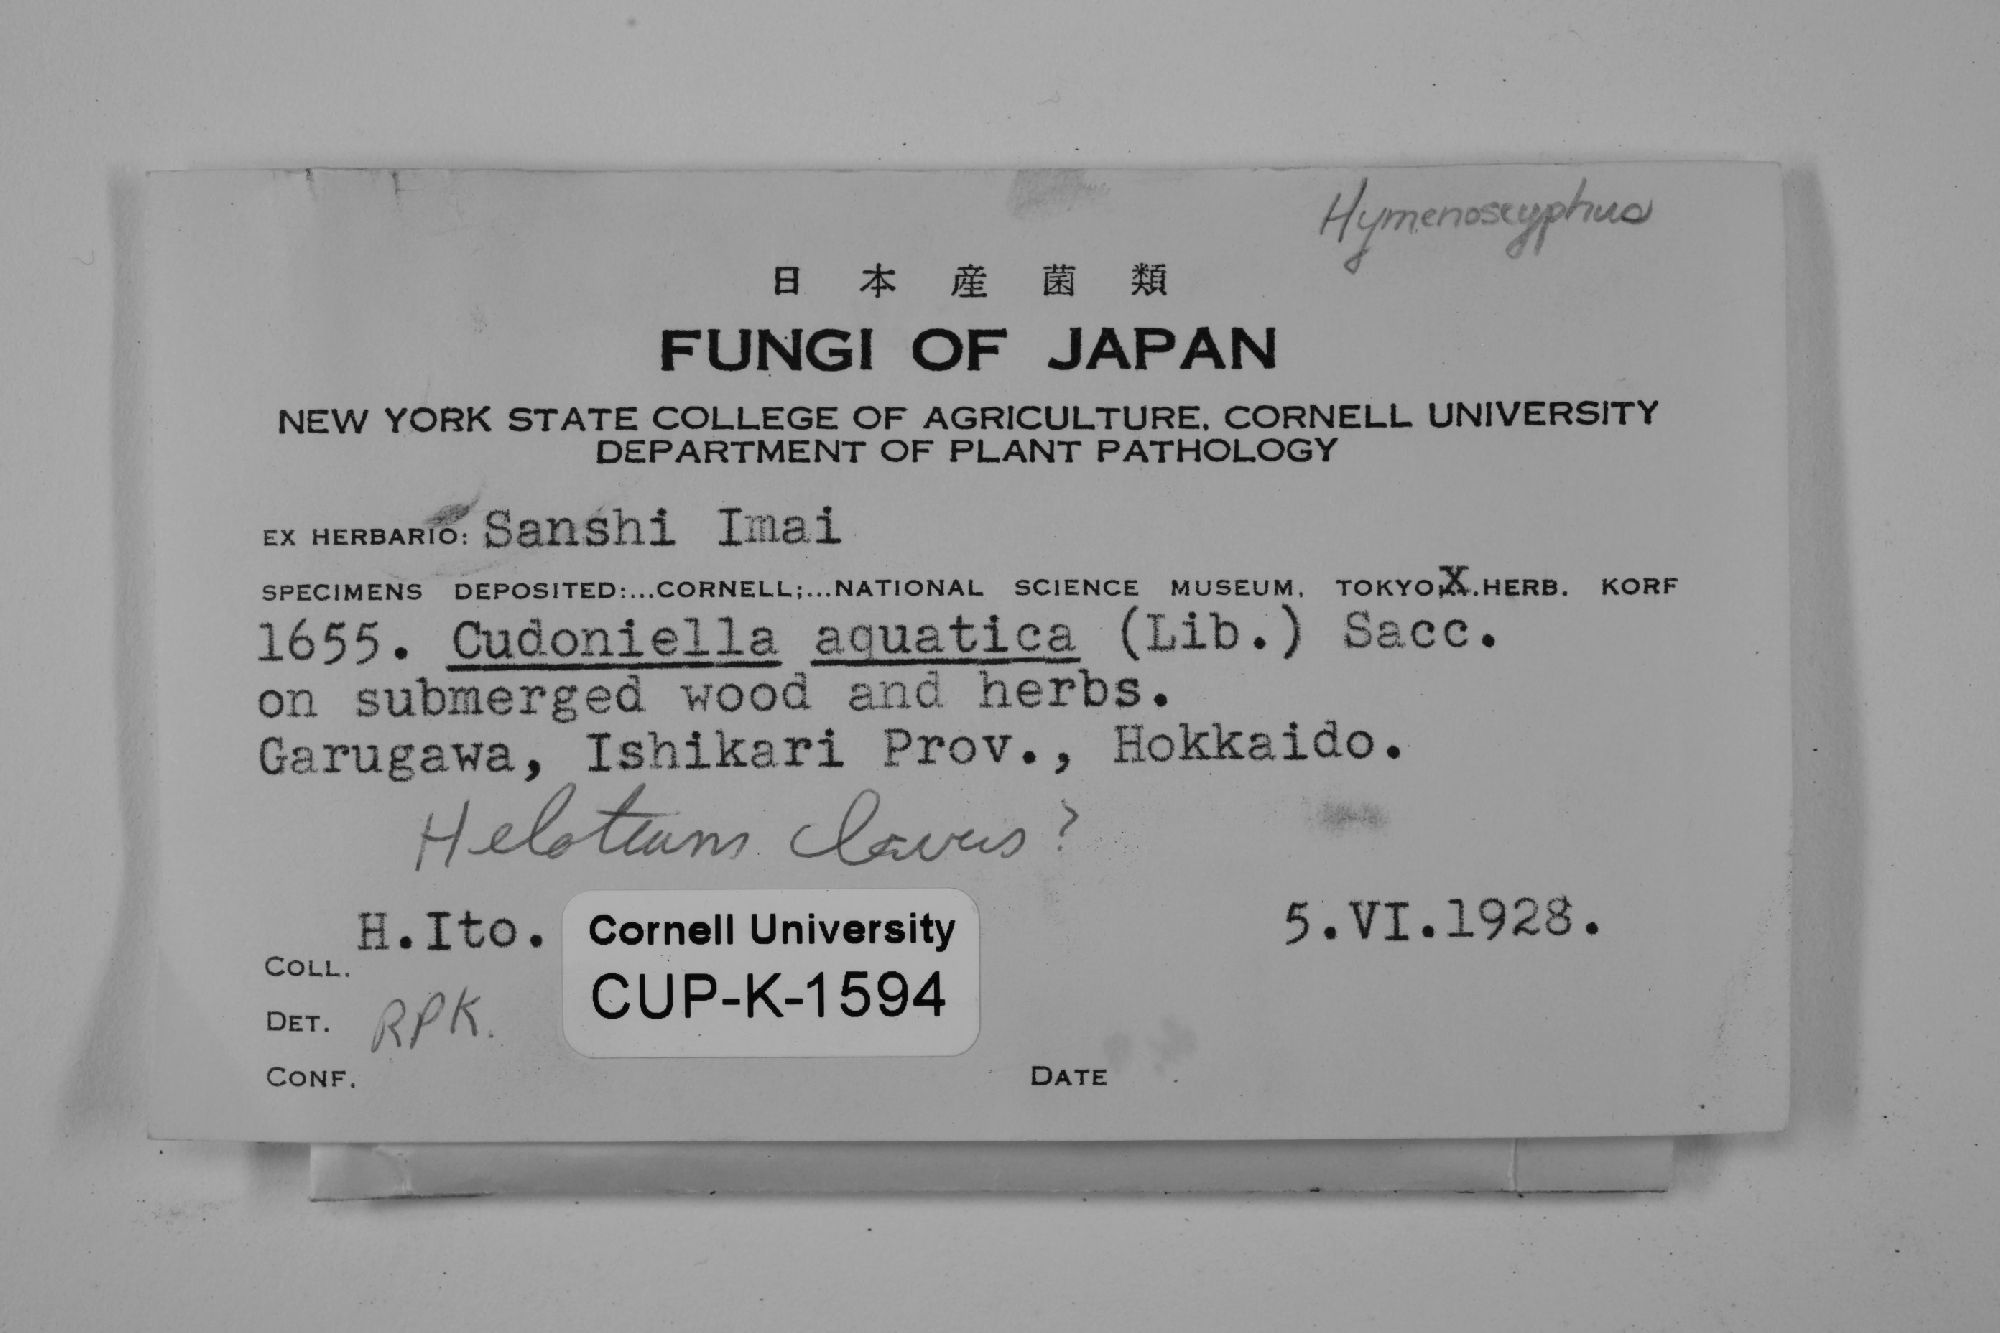 Hymenoscyphus
日 本 産 菌 類
FUNGI OF JAPAN
NEW YORK STATE COLLEGE OF AGRICULTURE. CORNELL UNIVERSITY
DEPARTMENT OF PLANT PATHOLOGY
EX HERBARIO: Sanshi Imai
SPECIMENS DEPOSITED:...CORNELL;...NATIONAL SCIENCE MUSEUM, TOKYO;X.HERB. KORF
1655. Cudoniella aquatica (Lib.) Sacc.
on submerged wood and herbs.
Garugawa, Ishikari Prov., Hokkaido.
Helotium clavus?
COLL. H.Ito. 5.VI.1928.
Cornell University
CUP-K-1594
DET. RPK.
CONF. DATE